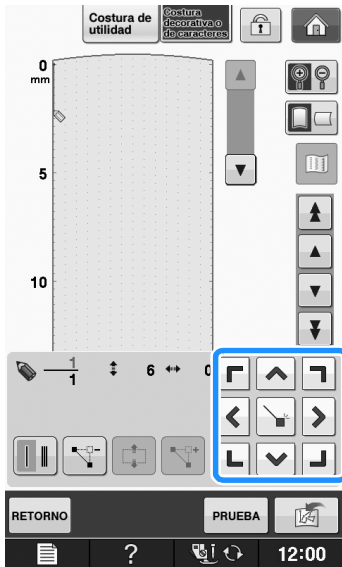 Costura de
utilidad
Costura
decorativa o
de caracteres
0
mm
5
10
1
1
6
0
RETORNO
PRUEBA
?
12:00